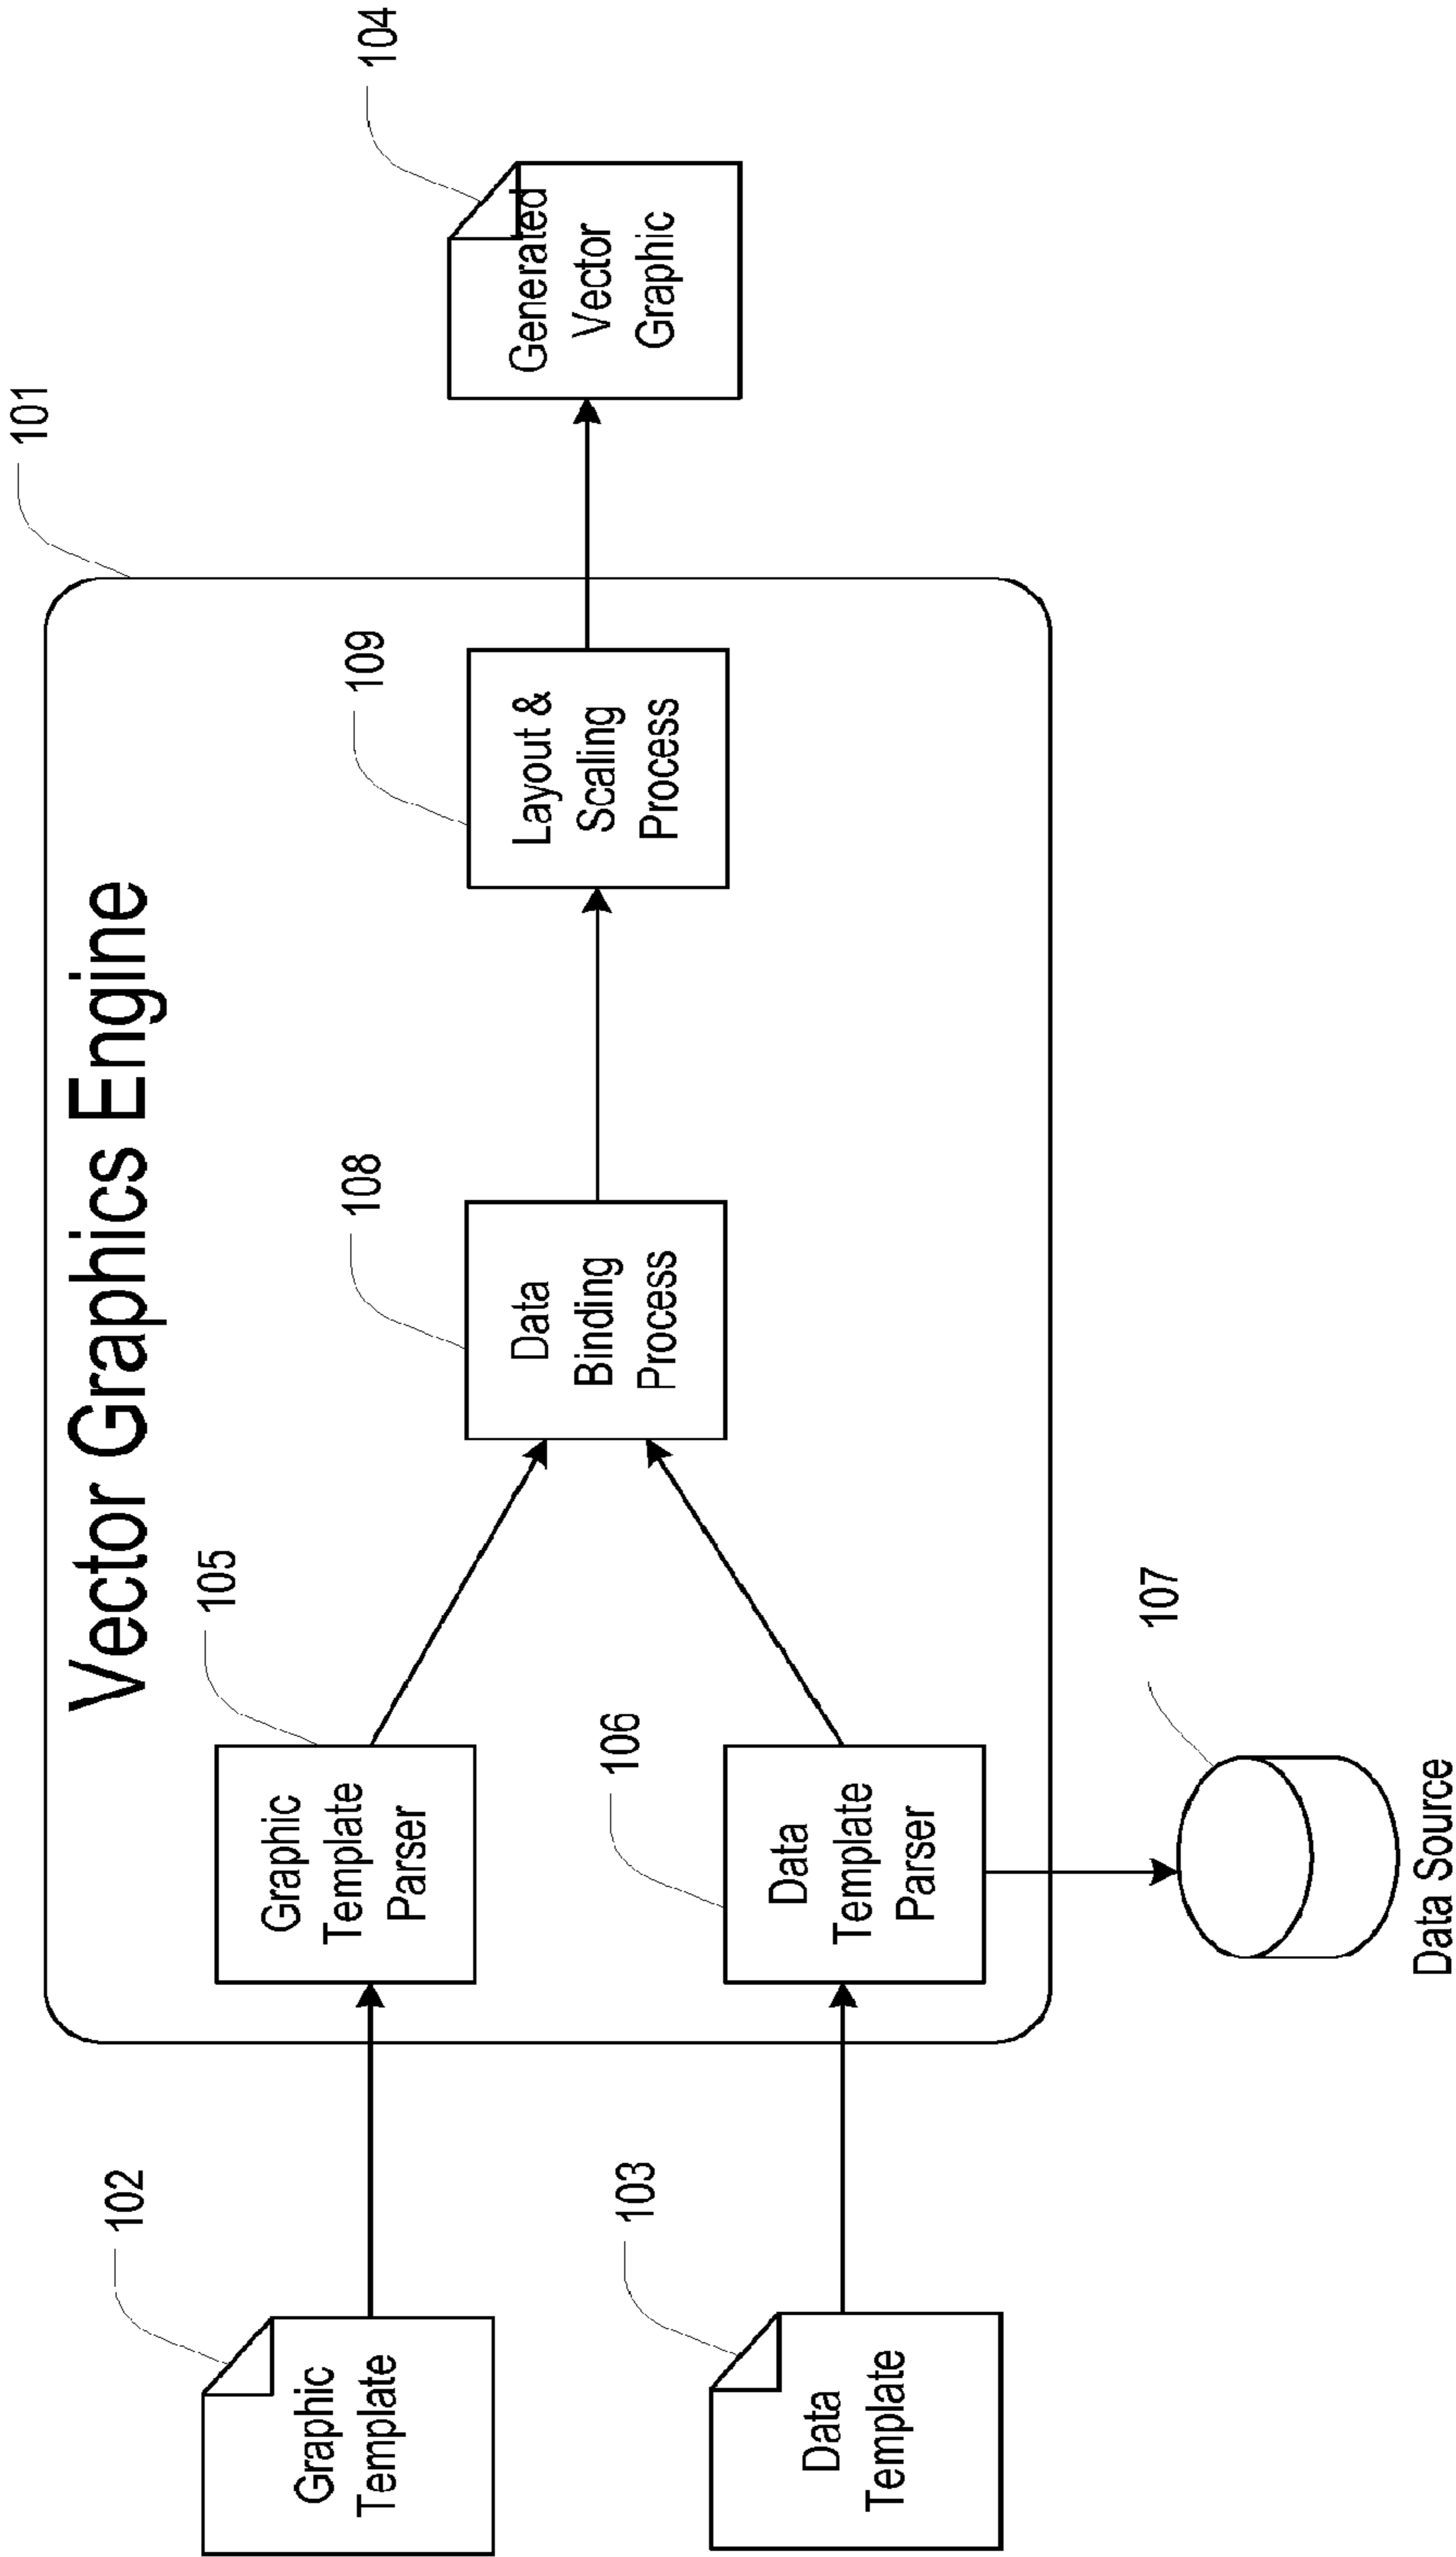 101
Vector Graphics Engine
102
Graphic
Template
105
Graphic
Template
Parser
108
Data
Binding
Process
109
Layout &
Scaling
Process
104
Generated
Vector
Graphic
103
Data
Template
106
Data
Template
Parser
107
Data Source